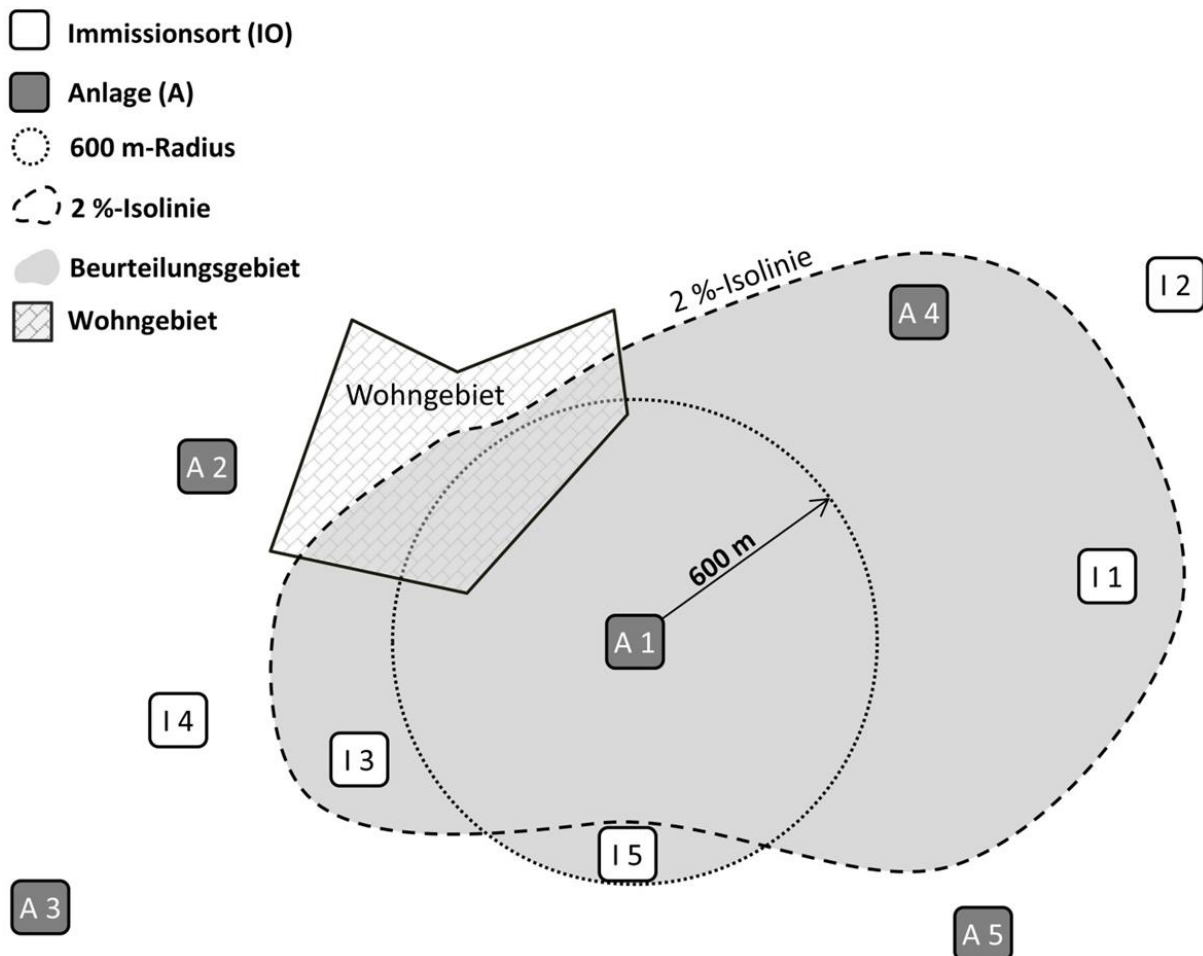 Immissionsort (IO)
Anlage (A)
600 m-Radius
2 %-Isolinie
Beurteilungsgebiet
Wohngebiet
2 %-Isolinie
I 2
A 4
Wohngebiet
A 2
600 m
I 1
A 1
I 4
I 3
I 5
A 3
A 5